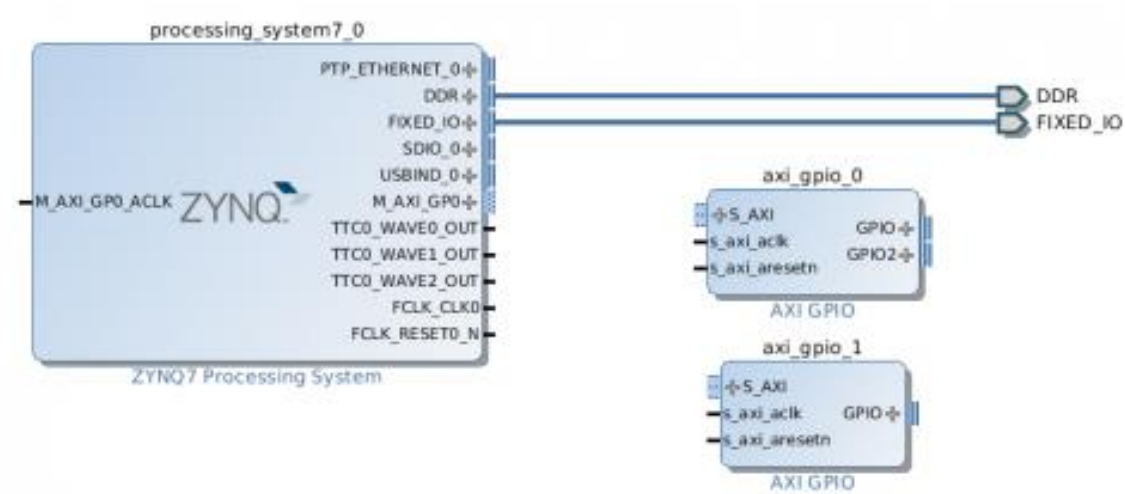 processing_system7_0
PTP_ETHERNET_0
DDR
FIXED_IO
SDIO_0
USBIND_0
M_AXI_GP0_ACLK
ZYNQ
M_AXI_GP0
TTC0_WAVE0_OUT
TTC0_WAVE1_OUT
TTC0_WAVE2_OUT
FCLK_CLK0
FCLK_RESET0_N
ZYNQ7 Processing System
DDR
FIXED_IO
axi_gpio_0
S_AXI
s_axi_aclk
s_axi_aresetn
GPIO
GPIO2
AXI GPIO
axi_gpio_1
S_AXI
s_axi_aclk
s_axi_aresetn
GPIO
AXI GPIO